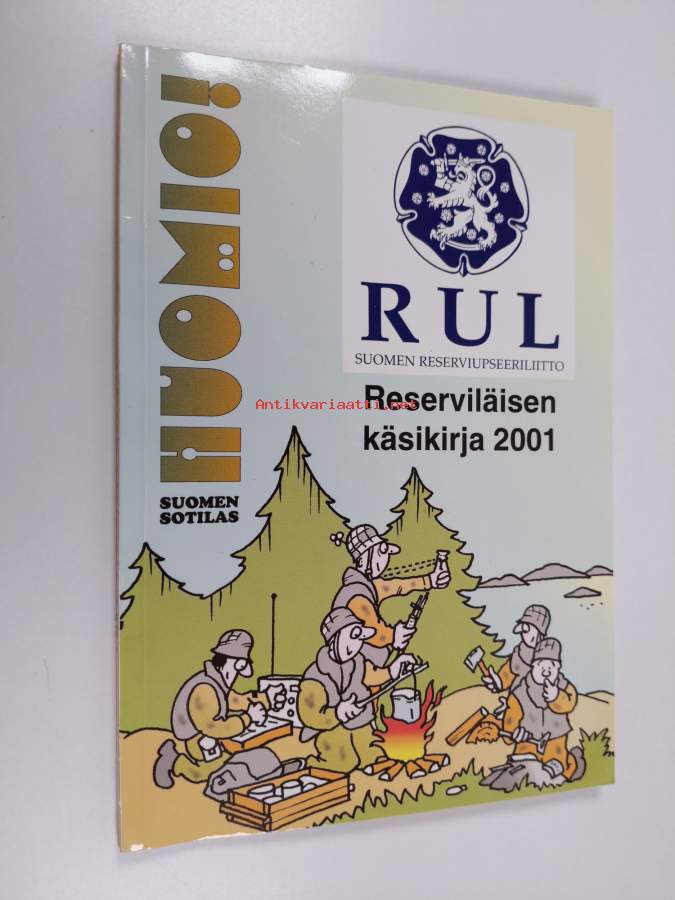 HUOMIO!
SUOMEN
SOTILAS
RUL
SUOMEN RESERVIUPSEERILIITTO
Reserviläisen
käsikirja 2001
Antikvariaatti.net